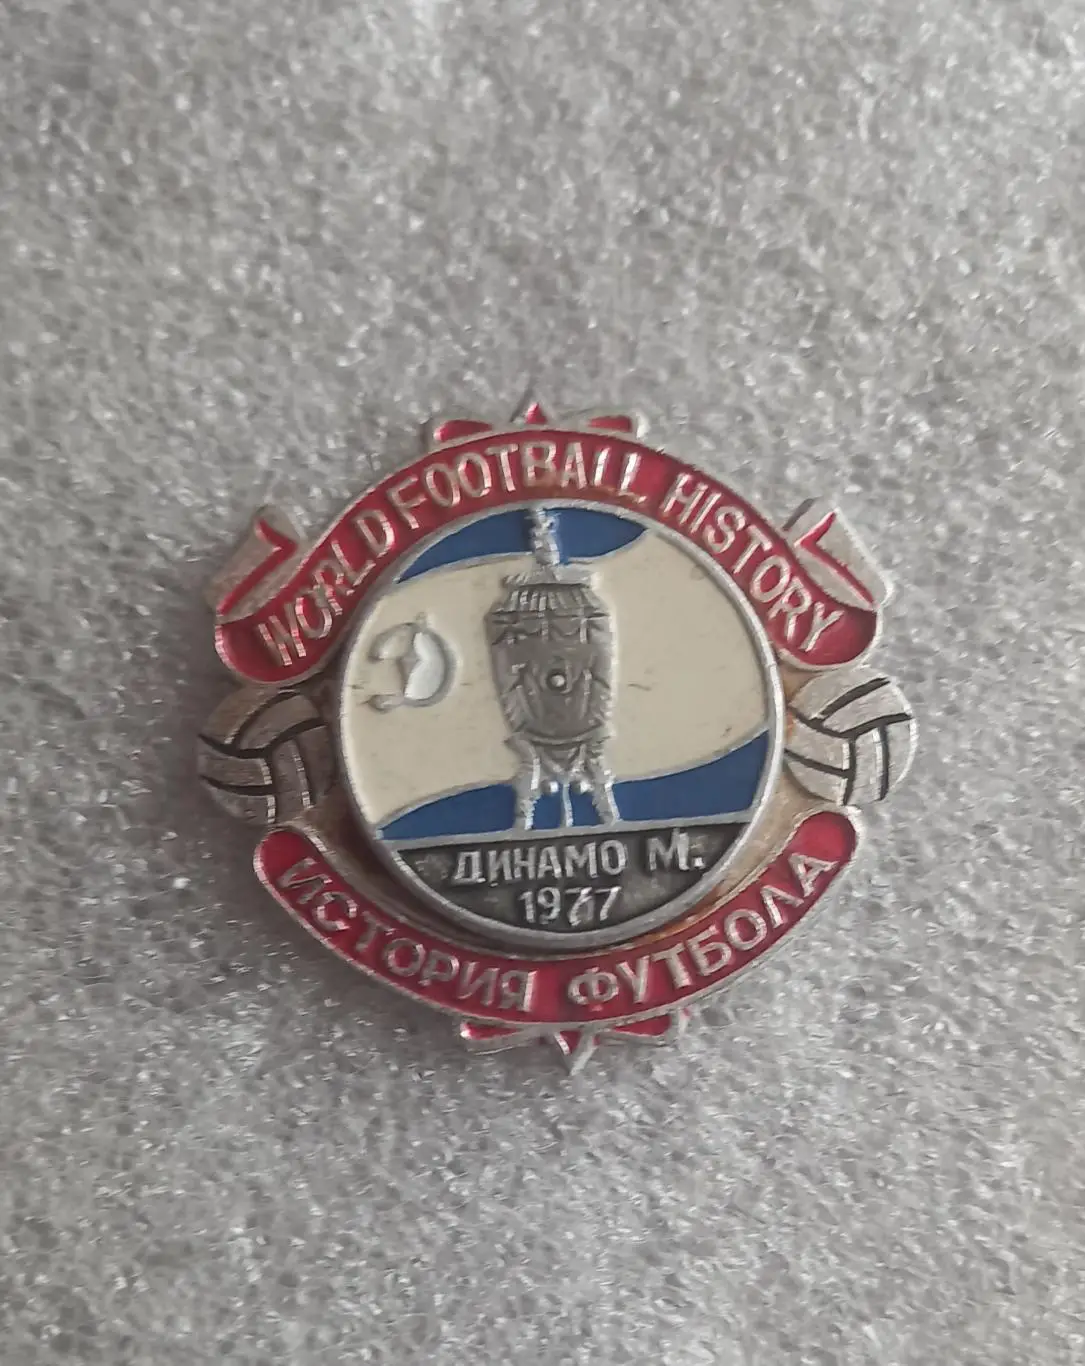 WORLD FOOTBALL HISTORY
Д
ДИНАМО М.
1977
ИСТОРИЯ ФУТБОЛА